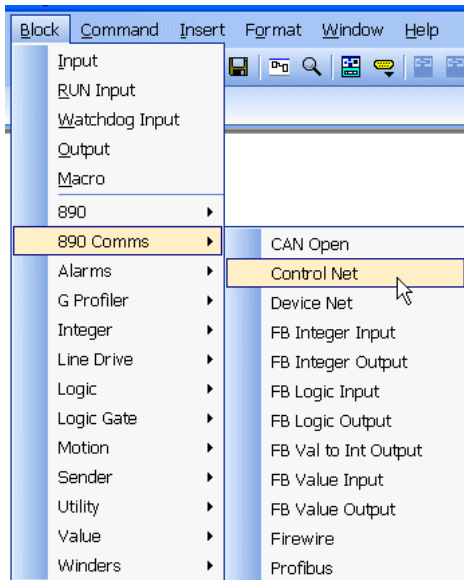 Block Command Insert Format Window Help
Input
RUN Input
Watchdog Input
Output
Macro
890
890 Comms
Alarms
G Profiler
Integer
Line Drive
Logic
Logic Gate
Motion
Sender
Utility
Value
Winders
CAN Open
Control Net
Device Net
FB Integer Input
FB Integer Output
FB Logic Input
FB Logic Output
FB Val to Int Output
FB Value Input
FB Value Output
Firewire
Profibus